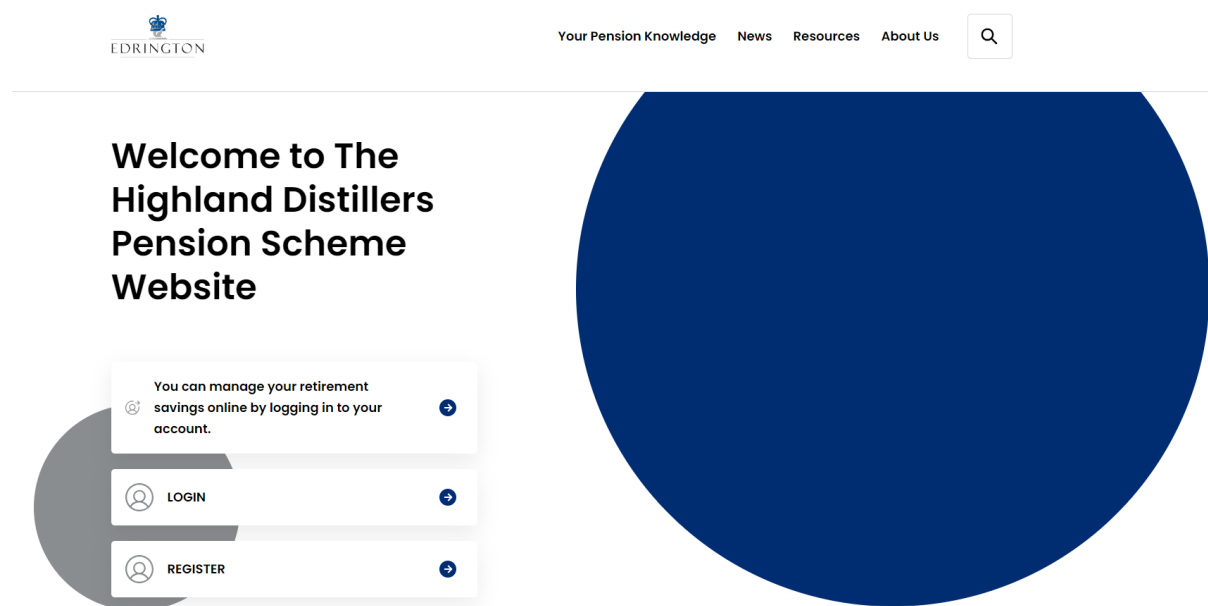 EDRINGTON
Your Pension Knowledge News Resources About Us
Welcome to The
Highland Distillers
Pension Scheme
Website
You can manage your retirement
savings online by logging in to your
account.
LOGIN
REGISTER